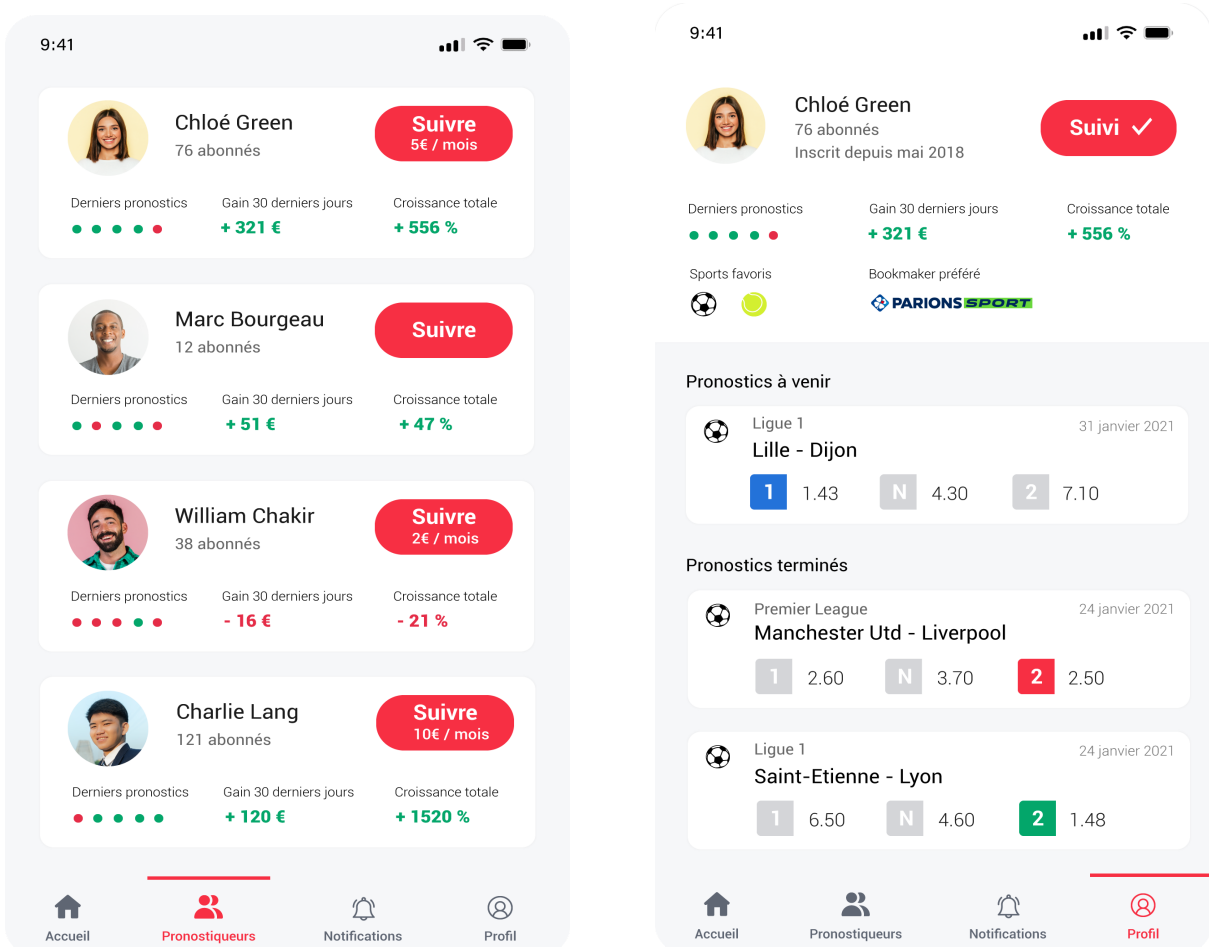 9:41
Chloé Green
76 abonnés
Suivre
5€ / mois
Derniers pronostics
Gain 30 derniers jours
Croissance totale
+ 321 €
+ 556 %
Marc Bourgeau
12 abonnés
Suivre
Derniers pronostics
Gain 30 derniers jours
Croissance totale
+ 51 €
+ 47 %
William Chakir
38 abonnés
Suivre
2€ / mois
Derniers pronostics
Gain 30 derniers jours
Croissance totale
- 16 €
- 21 %
Charlie Lang
121 abonnés
Suivre
10€ / mois
Derniers pronostics
Gain 30 derniers jours
Croissance totale
+ 120 €
+ 1520 %
Accueil
Pronostiqueurs
Notifications
Profil
9:41
Chloé Green
76 abonnés
Inscrit depuis mai 2018
Suivi
Derniers pronostics
Gain 30 derniers jours
Croissance totale
+ 321 €
+ 556 %
Sports favoris
Bookmaker préféré
PARIONS SPORT
Pronostics à venir
Ligue 1
31 janvier 2021
Lille - Dijon
1 1.43 N 4.30 2 7.10
Pronostics terminés
Premier League
24 janvier 2021
Manchester Utd - Liverpool
1 2.60 N 3.70 2 2.50
Ligue 1
24 janvier 2021
Saint-Etienne - Lyon
1 6.50 N 4.60 2 1.48
Accueil
Pronostiqueurs
Notifications
Profil